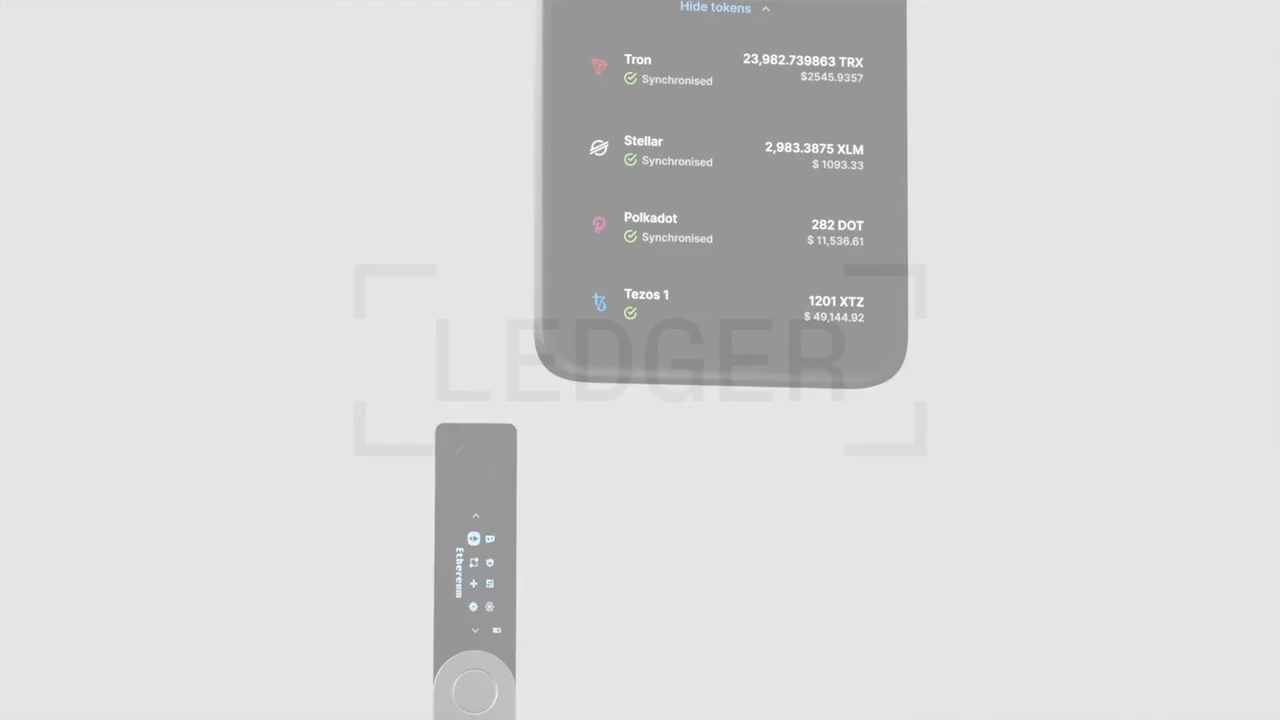 Hide tokens
Tron
23,982.739863 TRX
Synchronised
$2545.9357
Stellar
2,983.3875 XLM
Synchronised
$ 1093.33
Polkadot
282 DOT
Synchronised
$ 11,536.61
Tezos 1
1201 XTZ
$ 49,144.92
LEDGER
Ethereum